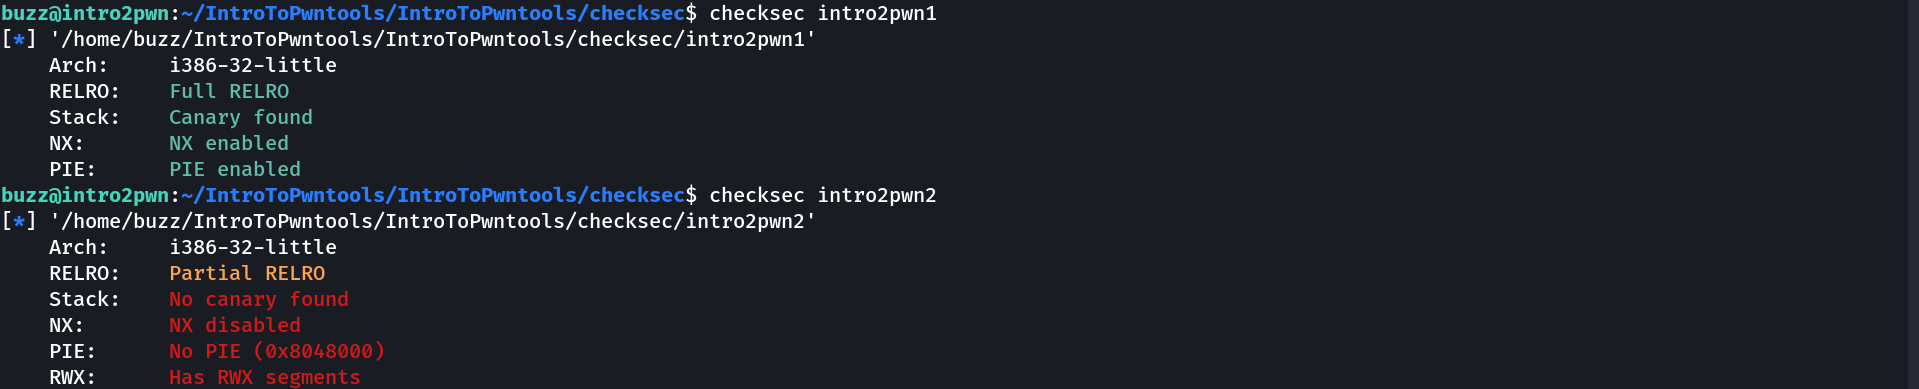 buzz@intro2pwn:~/IntroToPwntools/IntroToPwntools/checksec$ checksec intro2pwn1
[*] '/home/buzz/IntroToPwntools/IntroToPwntools/checksec/intro2pwn1'
    Arch:     i386-32-little
    RELRO:    Full RELRO
    Stack:    Canary found
    NX:       NX enabled
    PIE:      PIE enabled
buzz@intro2pwn:~/IntroToPwntools/IntroToPwntools/checksec$ checksec intro2pwn2
[*] '/home/buzz/IntroToPwntools/IntroToPwntools/checksec/intro2pwn2'
    Arch:     i386-32-little
    RELRO:    Partial RELRO
    Stack:    No canary found
    NX:       NX disabled
    PIE:      No PIE (0x8048000)
    RWX:      Has RWX segments